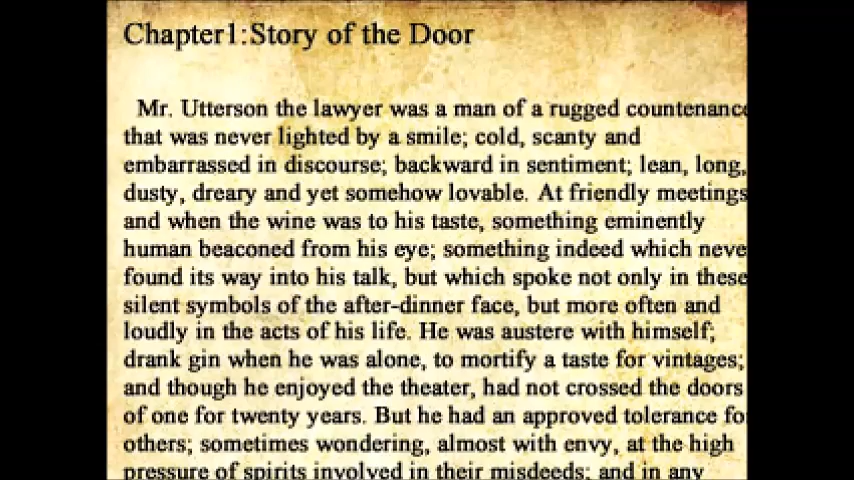 Chapter1:Story of the Door
Mr. Utterson the lawyer was a man of a rugged countenanc
that was never lighted by a smile; cold, scanty and
embarrassed in discourse; backward in sentiment; lean, long,
dusty, dreary and yet somehow lovable. At friendly meetings
and when the wine was to his taste, something eminently
human beaconed from his eye; something indeed which neve
found its way into his talk, but which spoke not only in these
silent symbols of the after-dinner face, but more often and
loudly in the acts of his life. He was austere with himself;
drank gin when he was alone, to mortify a taste for vintages;
and though he enjoyed the theater, had not crossed the doors
of one for twenty years. But he had an approved tolerance fo
others; sometimes wondering, almost with envy, at the high
pressure of spirits involved in their misdeeds; and in any